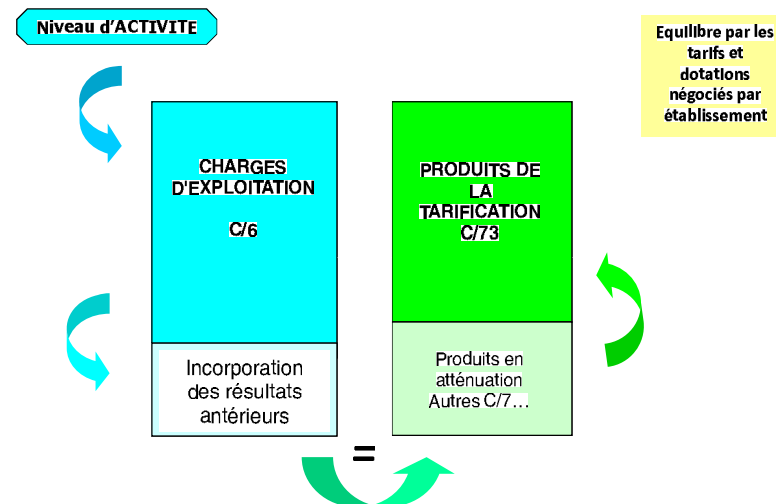 Niveau d'ACTIVITE
Equilibre par les
tarifs et
dotations
négociés par
établissement
CHARGES
D'EXPLOITATION
C/6
PRODUITS DE
LA
TARIFICATION
C/73
Incorporation
des résultats
antérieurs
Produits en
atténuation
Autres C/7...
=